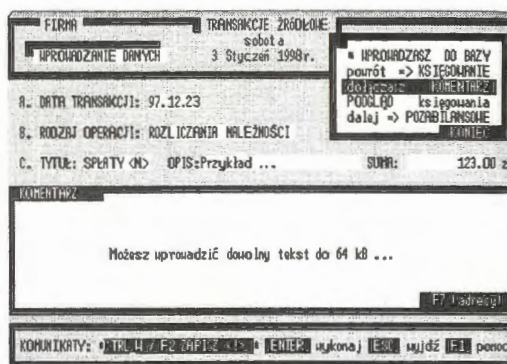 FIRMA
TRANSAKCJE ŹRÓDŁOWE
sobota
WPROWADZANIE DANYCH
3 Styczeń 1998r.
* WPROWADZASZ DO BAZY
powrót => KSIĘGOWANIE
dołączasz KOMENTARZ
PODGLĄD księgowania
dalej => POZABILANSOWE
KONIEC
A. DATA TRANSAKCJI: 97.12.23
B. RODZAJ OPERACJI: ROZLICZANIA NALEŻNOŚCI
C. TYTUŁ: SPŁATY <N> OPIS:Przykład ... SUMA: 123.00 z
KOMENTARZ
Możesz wprowadzić dowolny tekst do 64 kB ...
F7 (adresy)
KOMUNIKATY: W / F2 ZAPISZ * ENTER wykonaj ESC wyjdź F1 pomoc